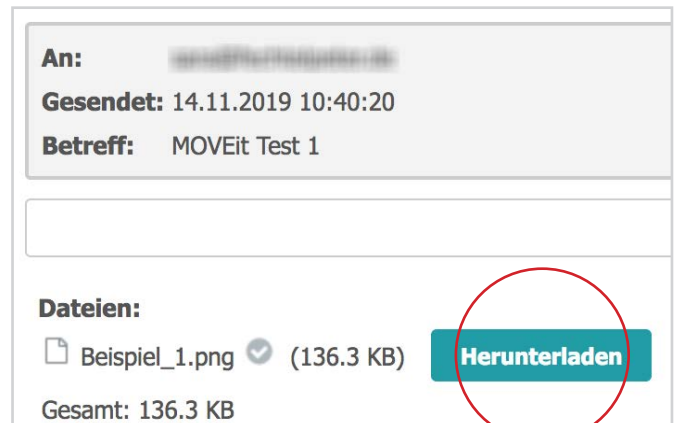 An:
Gesendet: 14.11.2019 10:40:20
Betreff: MOVEit Test 1
Dateien:
Beispiel_1.png (136.3 KB) Herunterladen
Gesamt: 136.3 KB